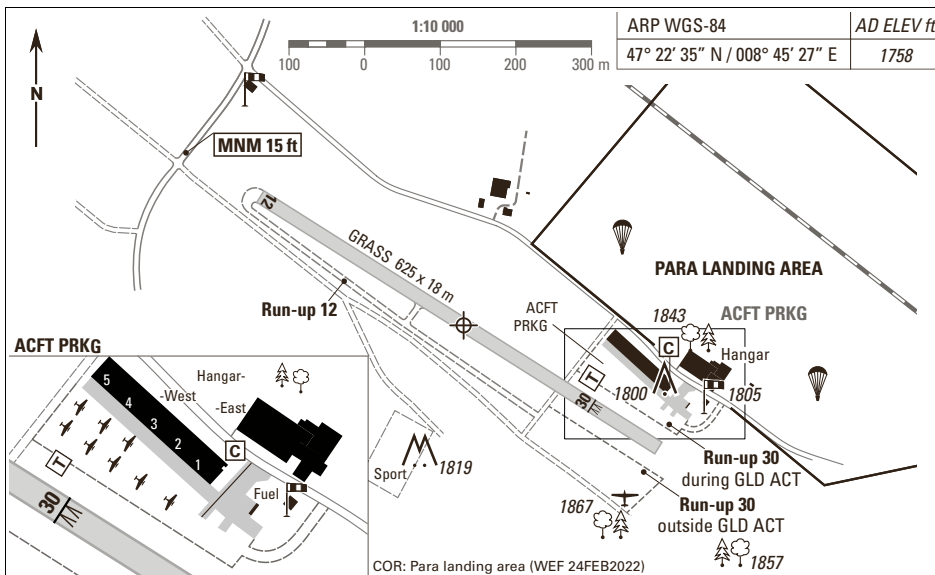 1:10 000
100 0 100 200 300 m
ARP WGS-84
AD ELEV ft
47° 22’ 35” N / 008° 45’ 27” E
1758
N
MNM 15 ft
12
GRASS 625 x 18 m
Run-up 12
PARA LANDING AREA
ACFT
PRKG
1843
ACFT PRKG
C
Hangar
T
1800
1805
30
Run-up 30
during GLD ACT
Run-up 30
outside GLD ACT
1867
1857
Sport
1819
ACFT PRKG
5
4
3
2
1
-West
Hangar-
-East
C
T
Fuel
30
COR: Para landing area (WEF 24FEB2022)